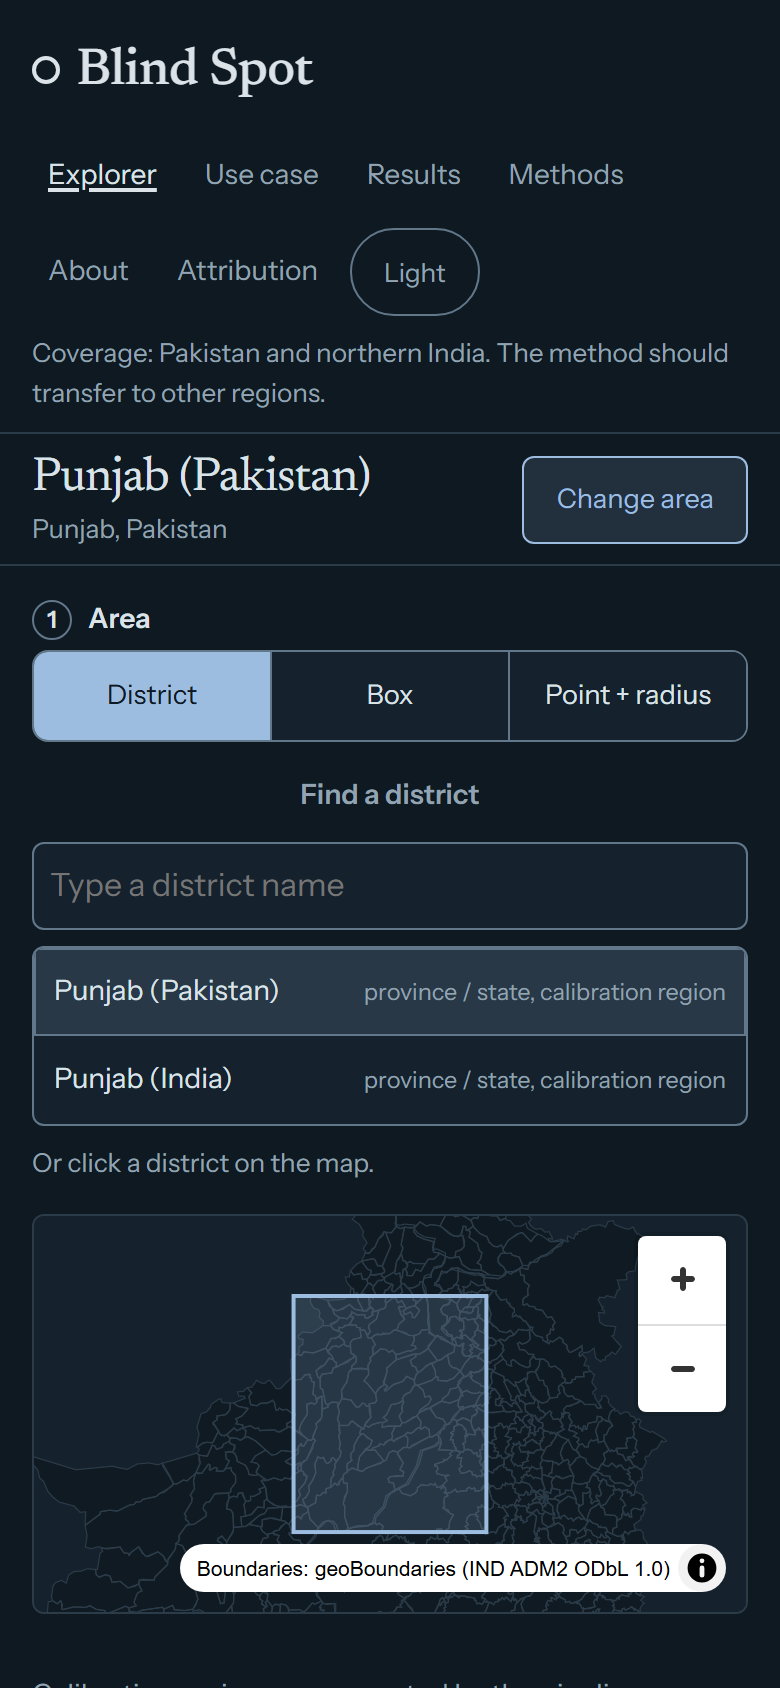 Blind Spot
Explorer Use case Results Methods
About Attribution Light
Coverage: Pakistan and northern India. The method should
transfer to other regions.
Punjab (Pakistan)
Punjab, Pakistan
Change area
1 Area
District Box Point + radius
Find a district
Type a district name
Punjab (Pakistan) province / state, calibration region
Punjab (India) province / state, calibration region
Or click a district on the map.
+
−
Boundaries: geoBoundaries (IND ADM2 ODbL 1.0)